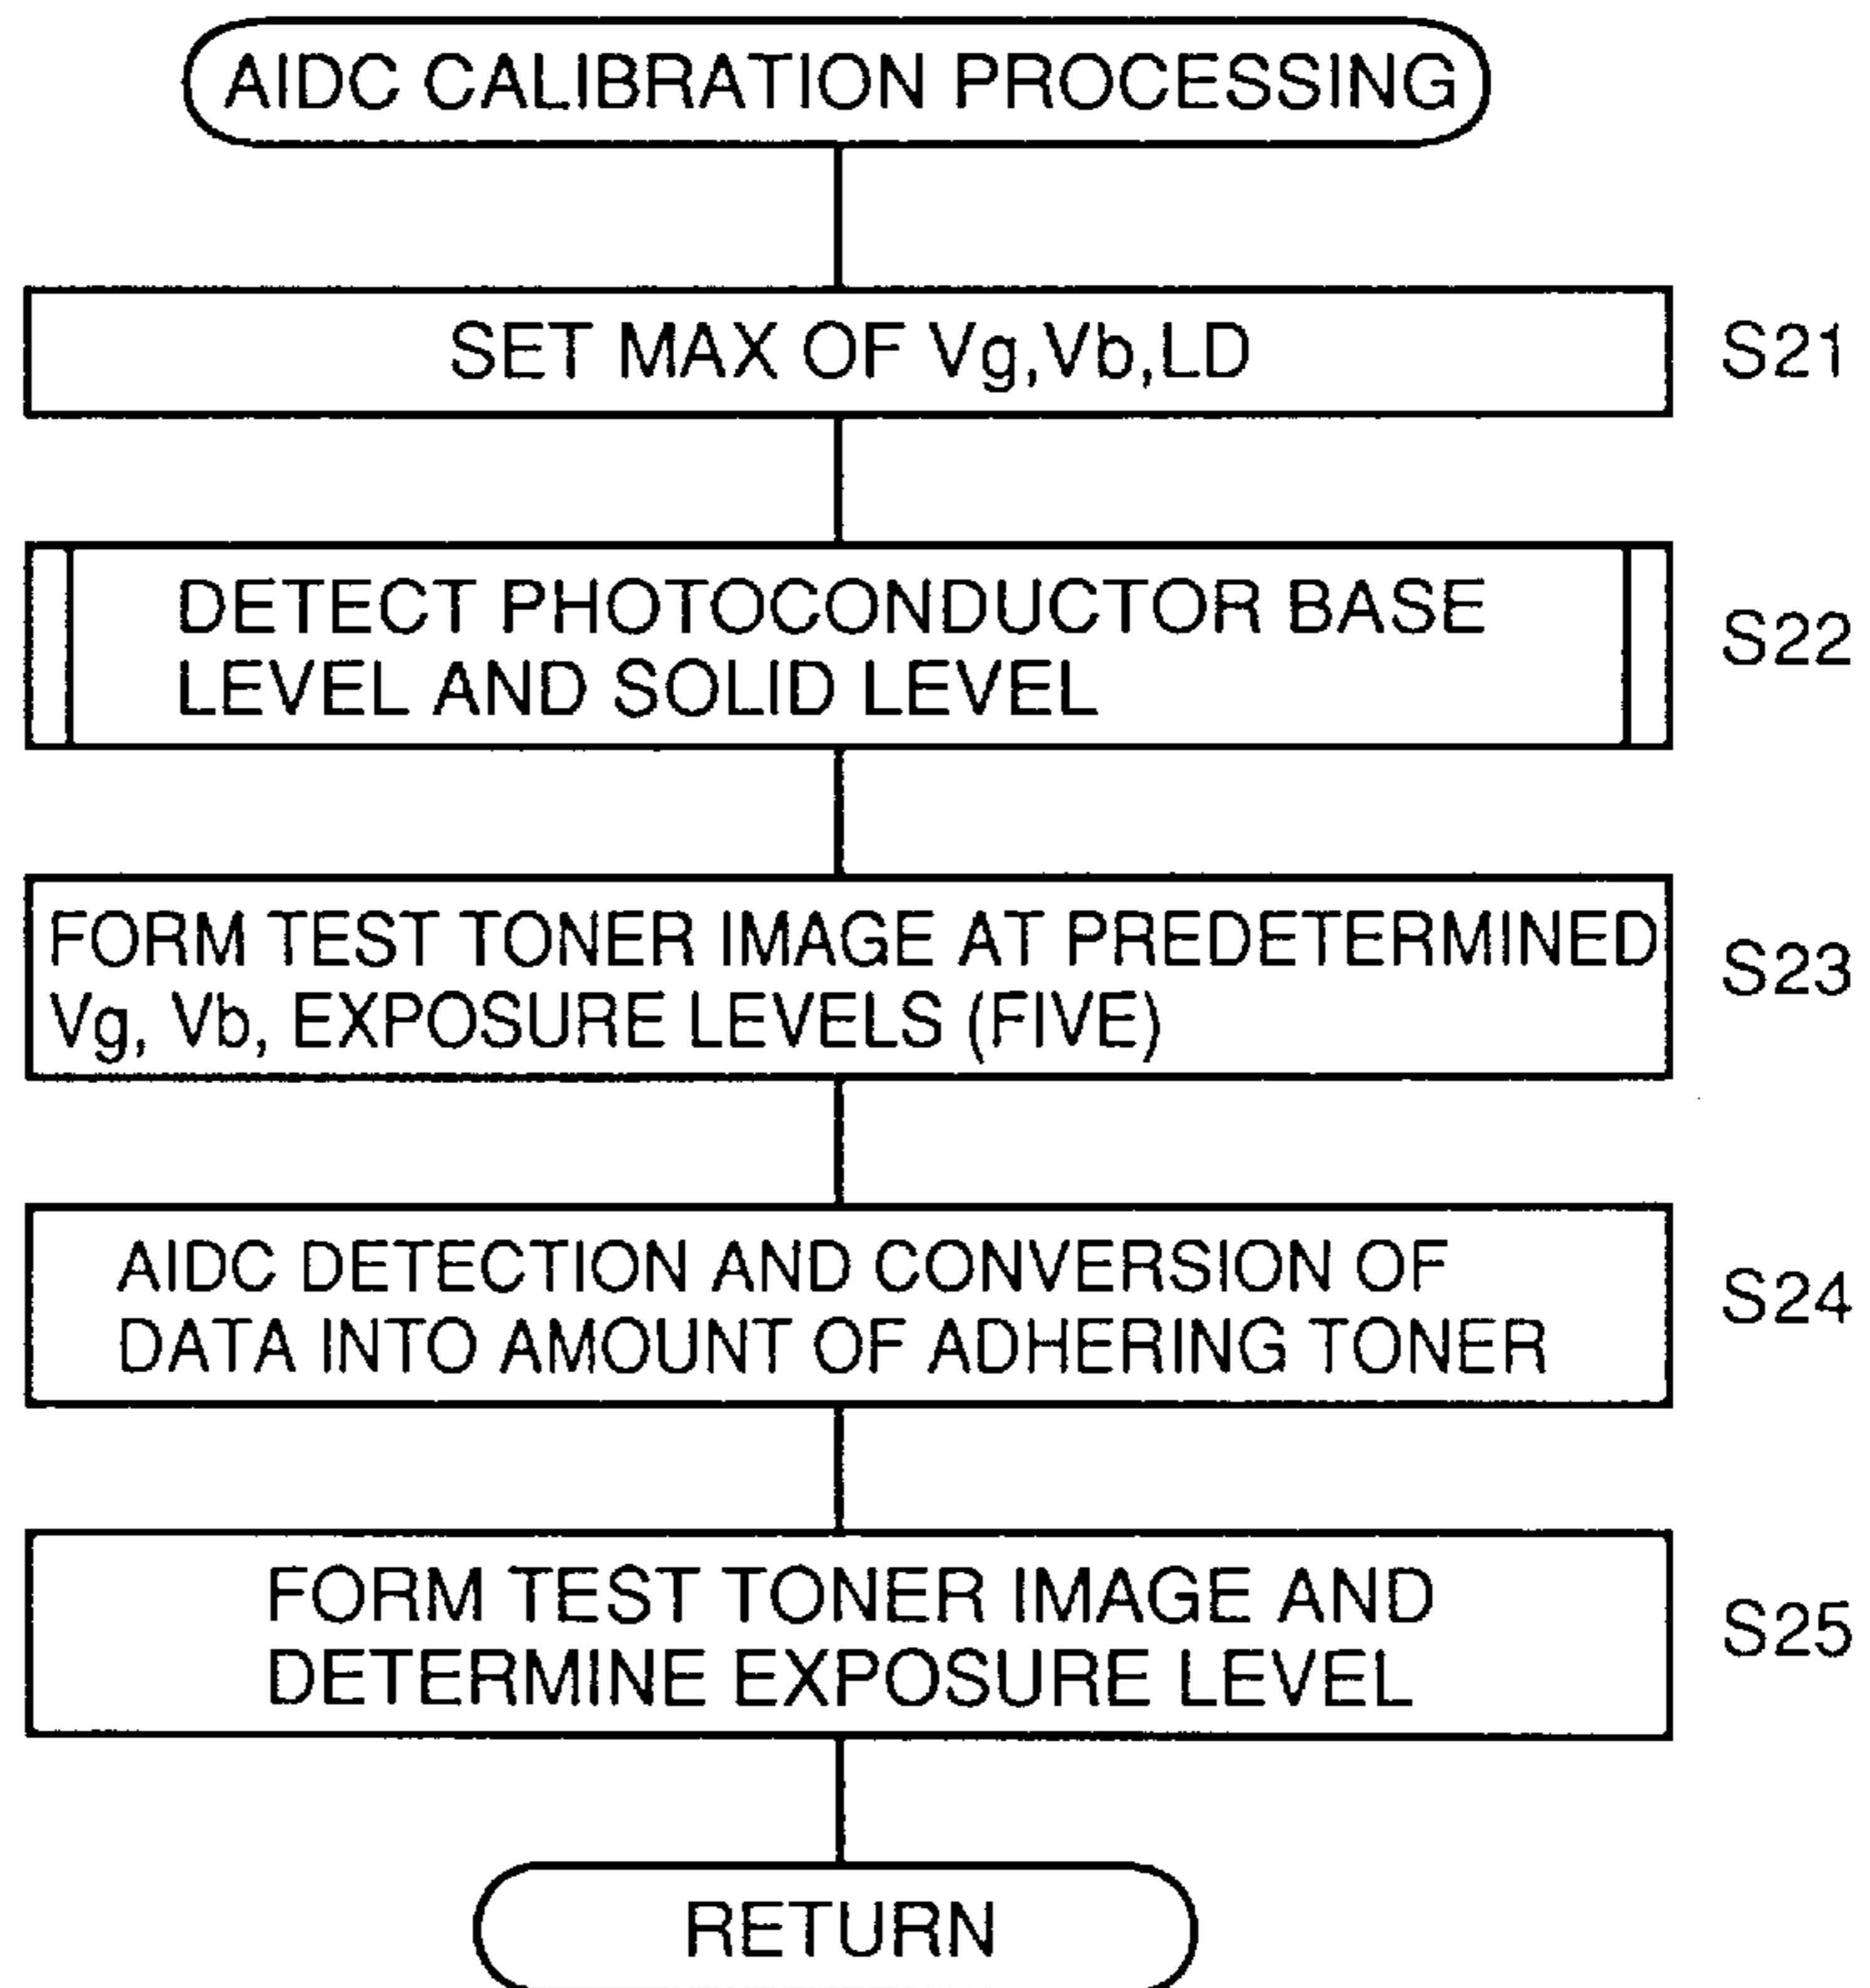 AIDC CALIBRATION PROCESSING
SET MAX OF Vg,Vb,LD
S21
DETECT PHOTOCONDUCTOR BASE
LEVEL AND SOLID LEVEL
S22
FORM TEST TONER IMAGE AT PREDETERMINED
Vg, Vb, EXPOSURE LEVELS (FIVE)
S23
AIDC DETECTION AND CONVERSION OF
DATA INTO AMOUNT OF ADHERING TONER
S24
FORM TEST TONER IMAGE AND
DETERMINE EXPOSURE LEVEL
S25
RETURN